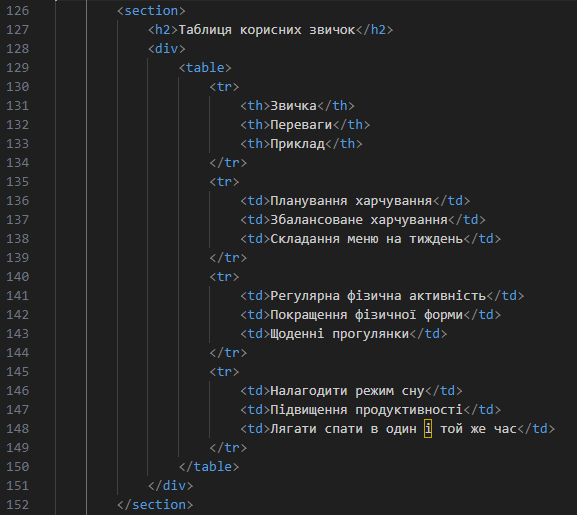 126 <section>
127 <h2>Таблиця корисних звичок</h2>
128 <div>
129 <table>
130 <tr>
131 <th>Звичка</th>
132 <th>Переваги</th>
133 <th>Приклад</th>
134 </tr>
135 <tr>
136 <td>Планування харчування</td>
137 <td>Збалансоване харчування</td>
138 <td>Складання меню на тиждень</td>
139 </tr>
140 <tr>
141 <td>Регулярна фізична активність</td>
142 <td>Покращення фізичної форми</td>
143 <td>Щоденні прогулянки</td>
144 </tr>
145 <tr>
146 <td>Налагодити режим сну</td>
147 <td>Підвищення продуктивності</td>
148 <td>Лягати спати в один і той же час</td>
149 </tr>
150 </table>
151 </div>
152 </section>